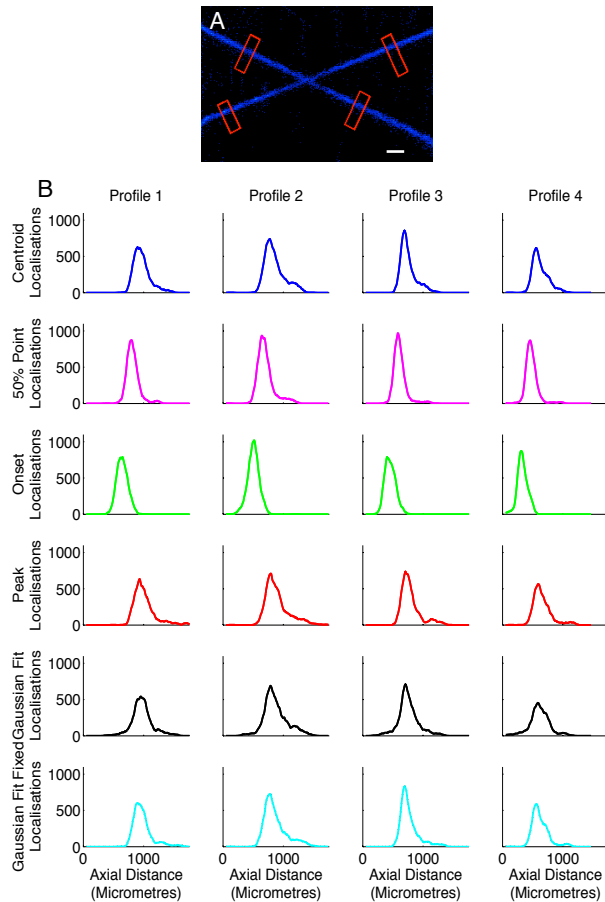 A
B
Profile 1 Profile 2 Profile 3 Profile 4
Centroid
Localisations
1000
500
0
50% Point
Localisations
1000
500
0
Onset
Localisations
1000
500
0
Peak
Localisations
1000
500
0
Gaussian Fit
Localisations
1000
500
0
Gaussian Fit Fixed
Localisations
1000
500
0
0 1000 0 1000 0 1000 0 1000
Axial Distance Axial Distance Axial Distance Axial Distance
(Micrometres) (Micrometres) (Micrometres) (Micrometres)